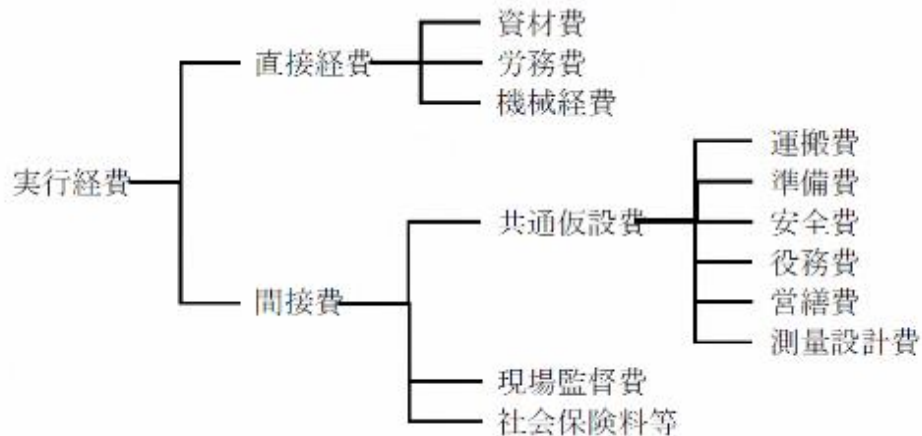 実行経費
直接経費
資材費
労務費
機械経費
間接費
共通仮設費
運搬費
準備費
安全費
役務費
営繕費
測量設計費
現場監督費
社会保険料等